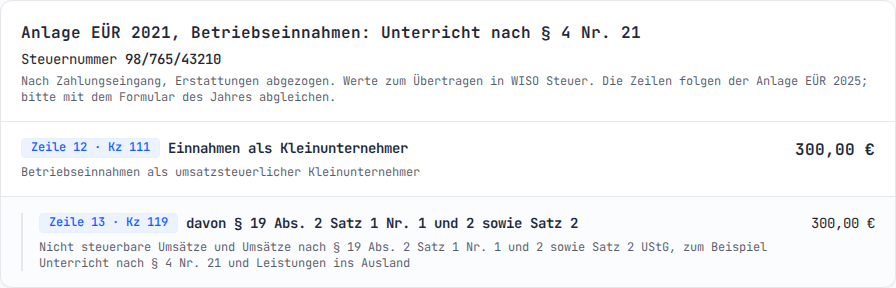 Anlage EÜR 2021, Betriebseinnahmen: Unterricht nach § 4 Nr. 21
Steuernummer 98/765/43210
Nach Zahlungseingang, Erstattungen abgezogen. Werte zum Übertragen in WISO Steuer. Die Zeilen folgen der Anlage EÜR 2025;
bitte mit dem Formular des Jahres abgleichen.
Zeile 12 · Kz 111 Einnahmen als Kleinunternehmer 300,00 €
Betriebseinnahmen als umsatzsteuerlicher Kleinunternehmer
Zeile 13 · Kz 119 davon § 19 Abs. 2 Satz 1 Nr. 1 und 2 sowie Satz 2 300,00 €
Nicht steuerbare Umsätze und Umsätze nach § 19 Abs. 2 Satz 1 Nr. 1 und 2 sowie Satz 2 UStG, zum Beispiel
Unterricht nach § 4 Nr. 21 und Leistungen ins Ausland